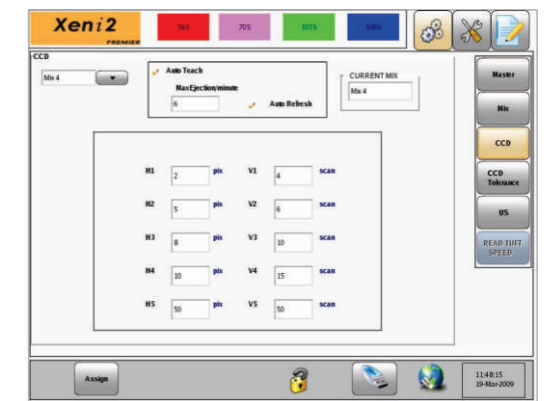 Xeni2
PREMIER
705
1055
CCD
Mix 4
Auto Teach
Max Ejection/minute
6
Auto Refresh
CURRENT MIX
Mix 4
Master
Mix
CCD
CCD
Tolerance
US
READ TUFT
SPEED
H1 2 pix V1 4 scan
H2 5 pix V2 6 scan
H3 8 pix V3 10 scan
H4 10 pix V4 15 scan
H5 50 pix V5 50 scan
Assign
11:48:15
19-Mar-2009